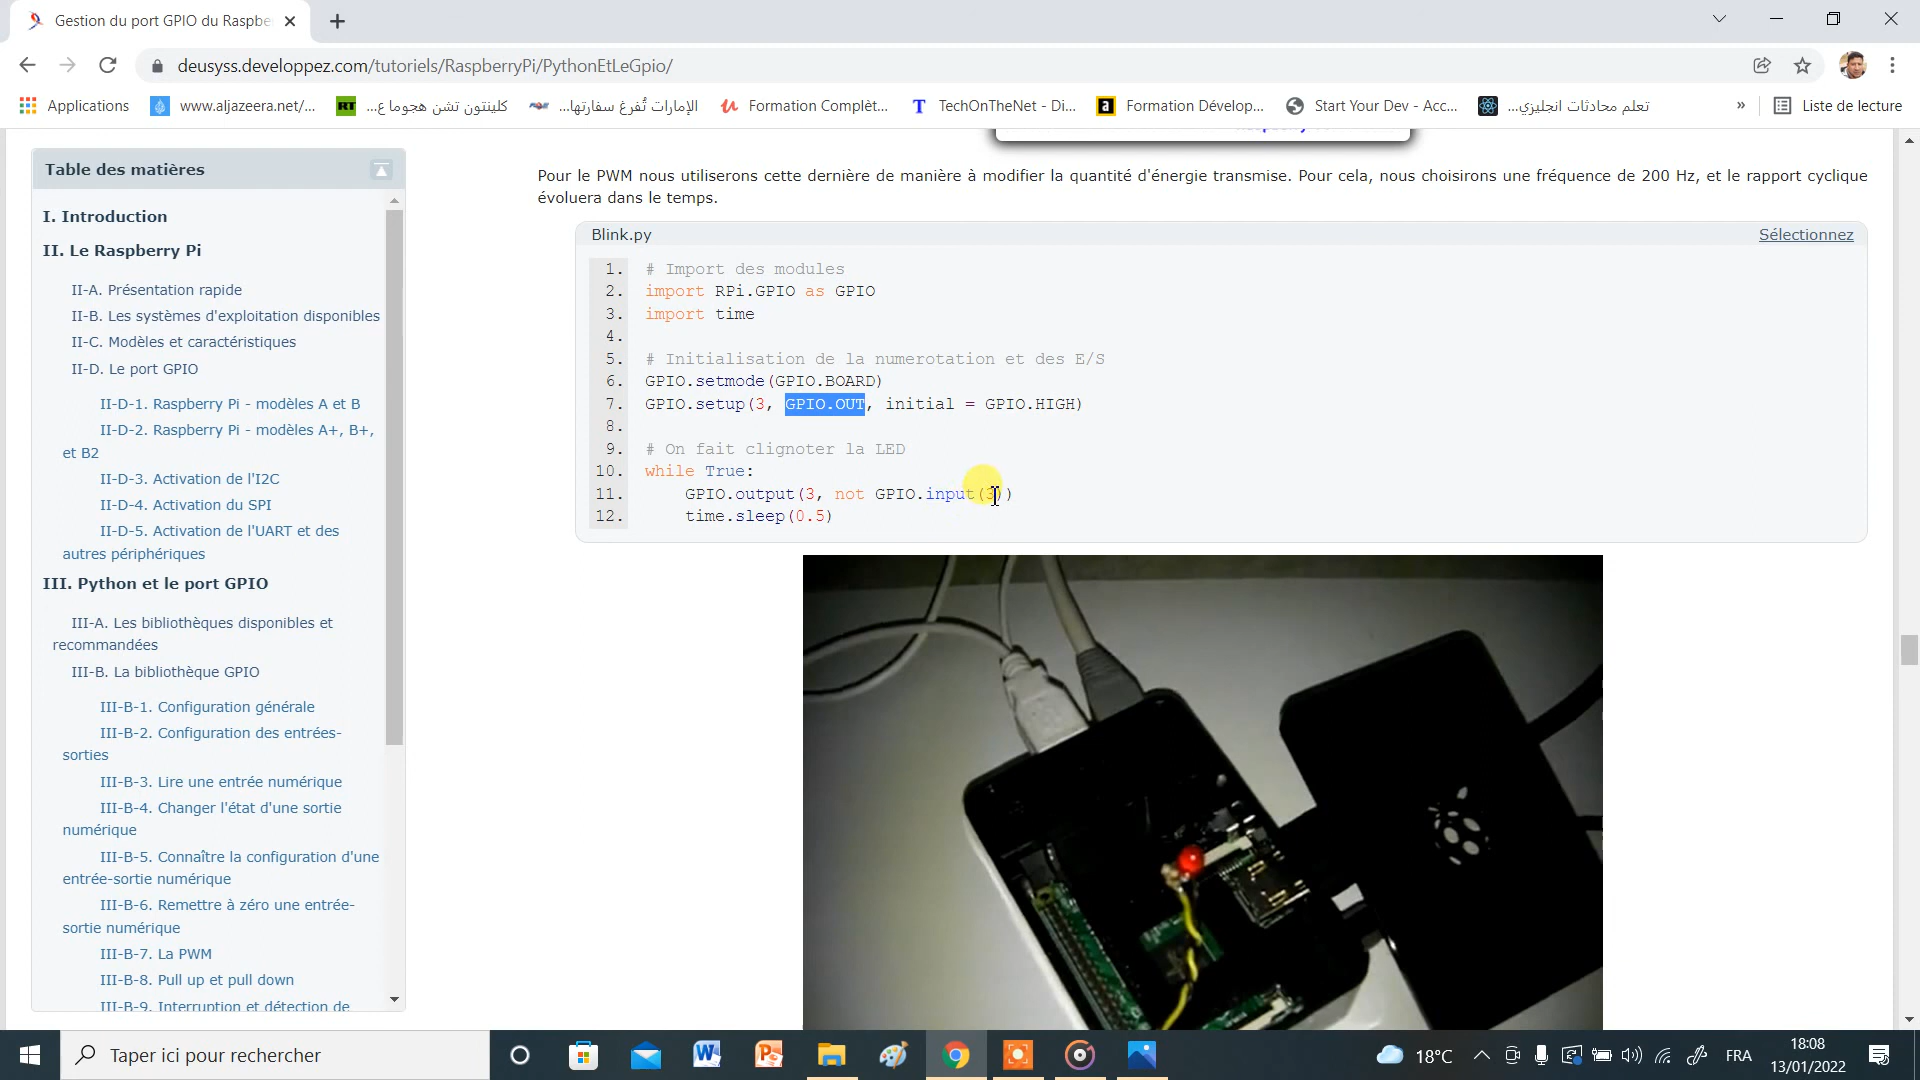 Gestion du port GPIO du Raspbe
deusyss.developpez.com/tutoriels/RaspberryPi/PythonEtLeGpio/
Applications
www.aljazeera.net/...
كلينتون تشن هجوما ع...
الإمارات تُفرغ سفارتها...
Formation Complèt...
TechOnTheNet - Di...
Formation Dévelop...
Start Your Dev - Acc...
تعلم محادثات انجليزي...
»
Liste de lecture
Table des matières
I. Introduction
II. Le Raspberry Pi
II-A. Présentation rapide
II-B. Les systèmes d'exploitation disponibles
II-C. Modèles et caractéristiques
II-D. Le port GPIO
II-D-1. Raspberry Pi - modèles A et B
II-D-2. Raspberry Pi - modèles A+, B+,
et B2
II-D-3. Activation de l'I2C
II-D-4. Activation du SPI
II-D-5. Activation de l'UART et des
autres périphériques
III. Python et le port GPIO
III-A. Les bibliothèques disponibles et
recommandées
III-B. La bibliothèque GPIO
III-B-1. Configuration générale
III-B-2. Configuration des entrées-
sorties
III-B-3. Lire une entrée numérique
III-B-4. Changer l'état d'une sortie
numérique
III-B-5. Connaître la configuration d'une
entrée-sortie numérique
III-B-6. Remettre à zéro une entrée-
sortie numérique
III-B-7. La PWM
III-B-8. Pull up et pull down
III-B-9. Interruption et détection de
Pour le PWM nous utiliserons cette dernière de manière à modifier la quantité d'énergie transmise. Pour cela, nous choisirons une fréquence de 200 Hz, et le rapport cyclique
évoluera dans le temps.
Blink.py
Sélectionnez
1. # Import des modules
2. import RPi.GPIO as GPIO
3. import time
4.
5. # Initialisation de la numerotation et des E/S
6. GPIO.setmode(GPIO.BOARD)
7. GPIO.setup(3, GPIO.OUT, initial = GPIO.HIGH)
8.
9. # On fait clignoter la LED
10. while True:
11. GPIO.output(3, not GPIO.input(3))
12. time.sleep(0.5)
Taper ici pour rechercher
18°C
FRA
18:08
13/01/2022